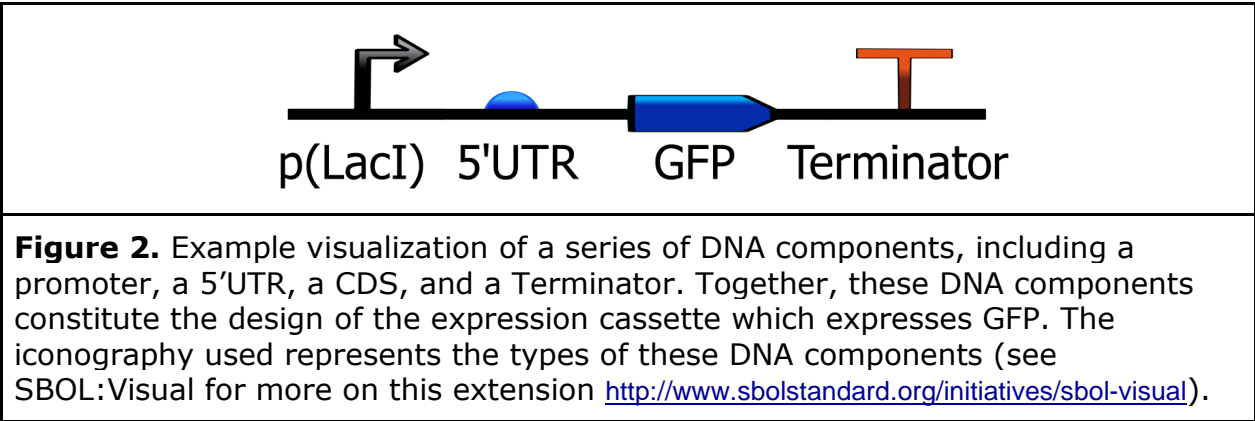 p(LacI) 5'UTR GFP Terminator
Figure 2. Example visualization of a series of DNA components, including a
promoter, a 5’UTR, a CDS, and a Terminator. Together, these DNA components
constitute the design of the expression cassette which expresses GFP. The
iconography used represents the types of these DNA components (see
SBOL:Visual for more on this extension http://www.sbolstandard.org/initiatives/sbol-visual).